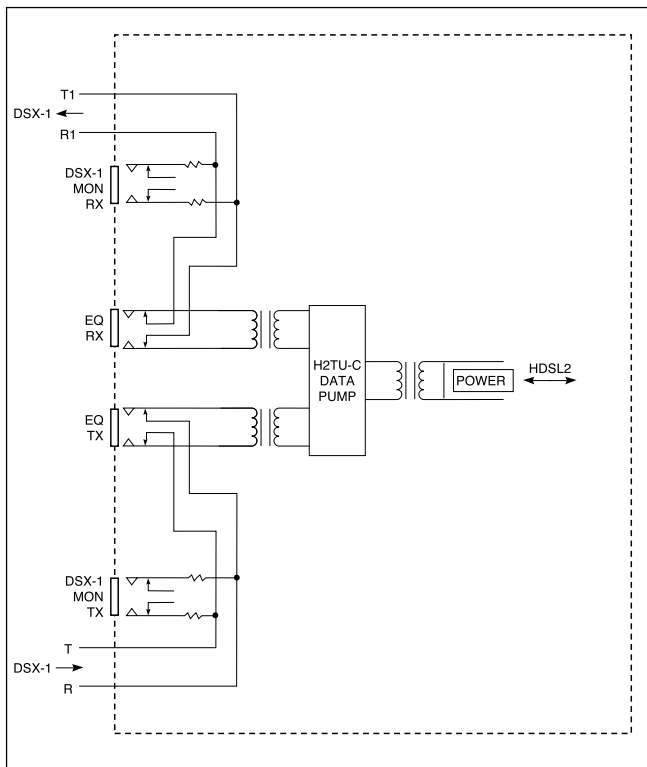 T1
DSX-1
R1
DSX-1
MON
RX
EQ
RX
H2TU-C
DATA
PUMP
POWER
HDSL2
EQ
TX
DSX-1
MON
TX
T
DSX-1
R